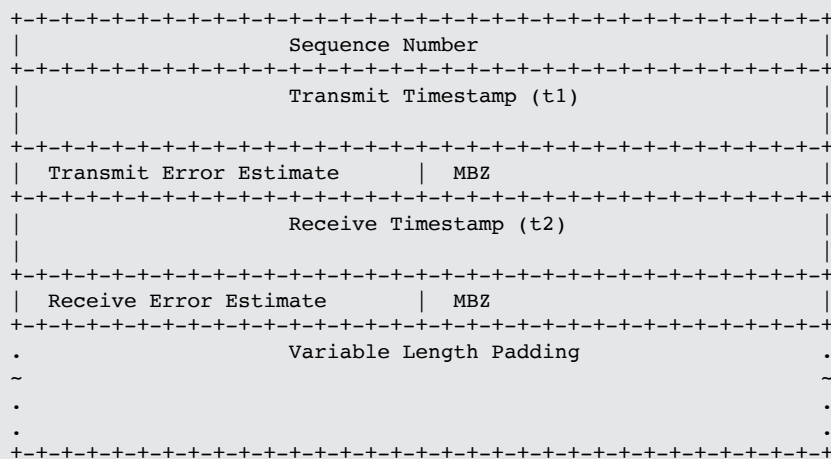 +-+-+-+-+-+-+-+-+-+-+-+-+-+-+-+-+-+-+-+-+-+-+-+-+-+-+-+-+-+-+-+-+
|                     Sequence Number                           |
+-+-+-+-+-+-+-+-+-+-+-+-+-+-+-+-+-+-+-+-+-+-+-+-+-+-+-+-+-+-+-+-+
|                     Transmit Timestamp (t1)                   |
|                                                               |
+-+-+-+-+-+-+-+-+-+-+-+-+-+-+-+-+-+-+-+-+-+-+-+-+-+-+-+-+-+-+-+-+
|  Transmit Error Estimate      |  MBZ                          |
+-+-+-+-+-+-+-+-+-+-+-+-+-+-+-+-+-+-+-+-+-+-+-+-+-+-+-+-+-+-+-+-+
|                     Receive Timestamp (t2)                    |
|                                                               |
+-+-+-+-+-+-+-+-+-+-+-+-+-+-+-+-+-+-+-+-+-+-+-+-+-+-+-+-+-+-+-+-+
|  Receive Error Estimate       |  MBZ                          |
+-+-+-+-+-+-+-+-+-+-+-+-+-+-+-+-+-+-+-+-+-+-+-+-+-+-+-+-+-+-+-+-+
.                     Variable Length Padding                   .
~                                                               ~
.                                                               .
.                                                               .
+-+-+-+-+-+-+-+-+-+-+-+-+-+-+-+-+-+-+-+-+-+-+-+-+-+-+-+-+-+-+-+-+